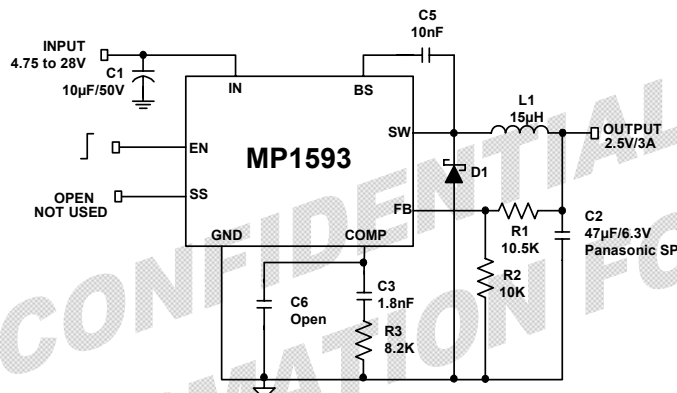 C5
10nF
INPUT
4.75 to 28V
C1
10µF/50V
IN
BS
L1
15µH
SW
OUTPUT
2.5V/3A
EN
MP1593
D1
OPEN
NOT USED
SS
FB
R1
10.5K
C2
47µF/6.3V
Panasonic SP
GND
COMP
R2
10K
C3
1.8nF
C6
Open
R3
8.2K
CONFIDENTIAL
MATION FO